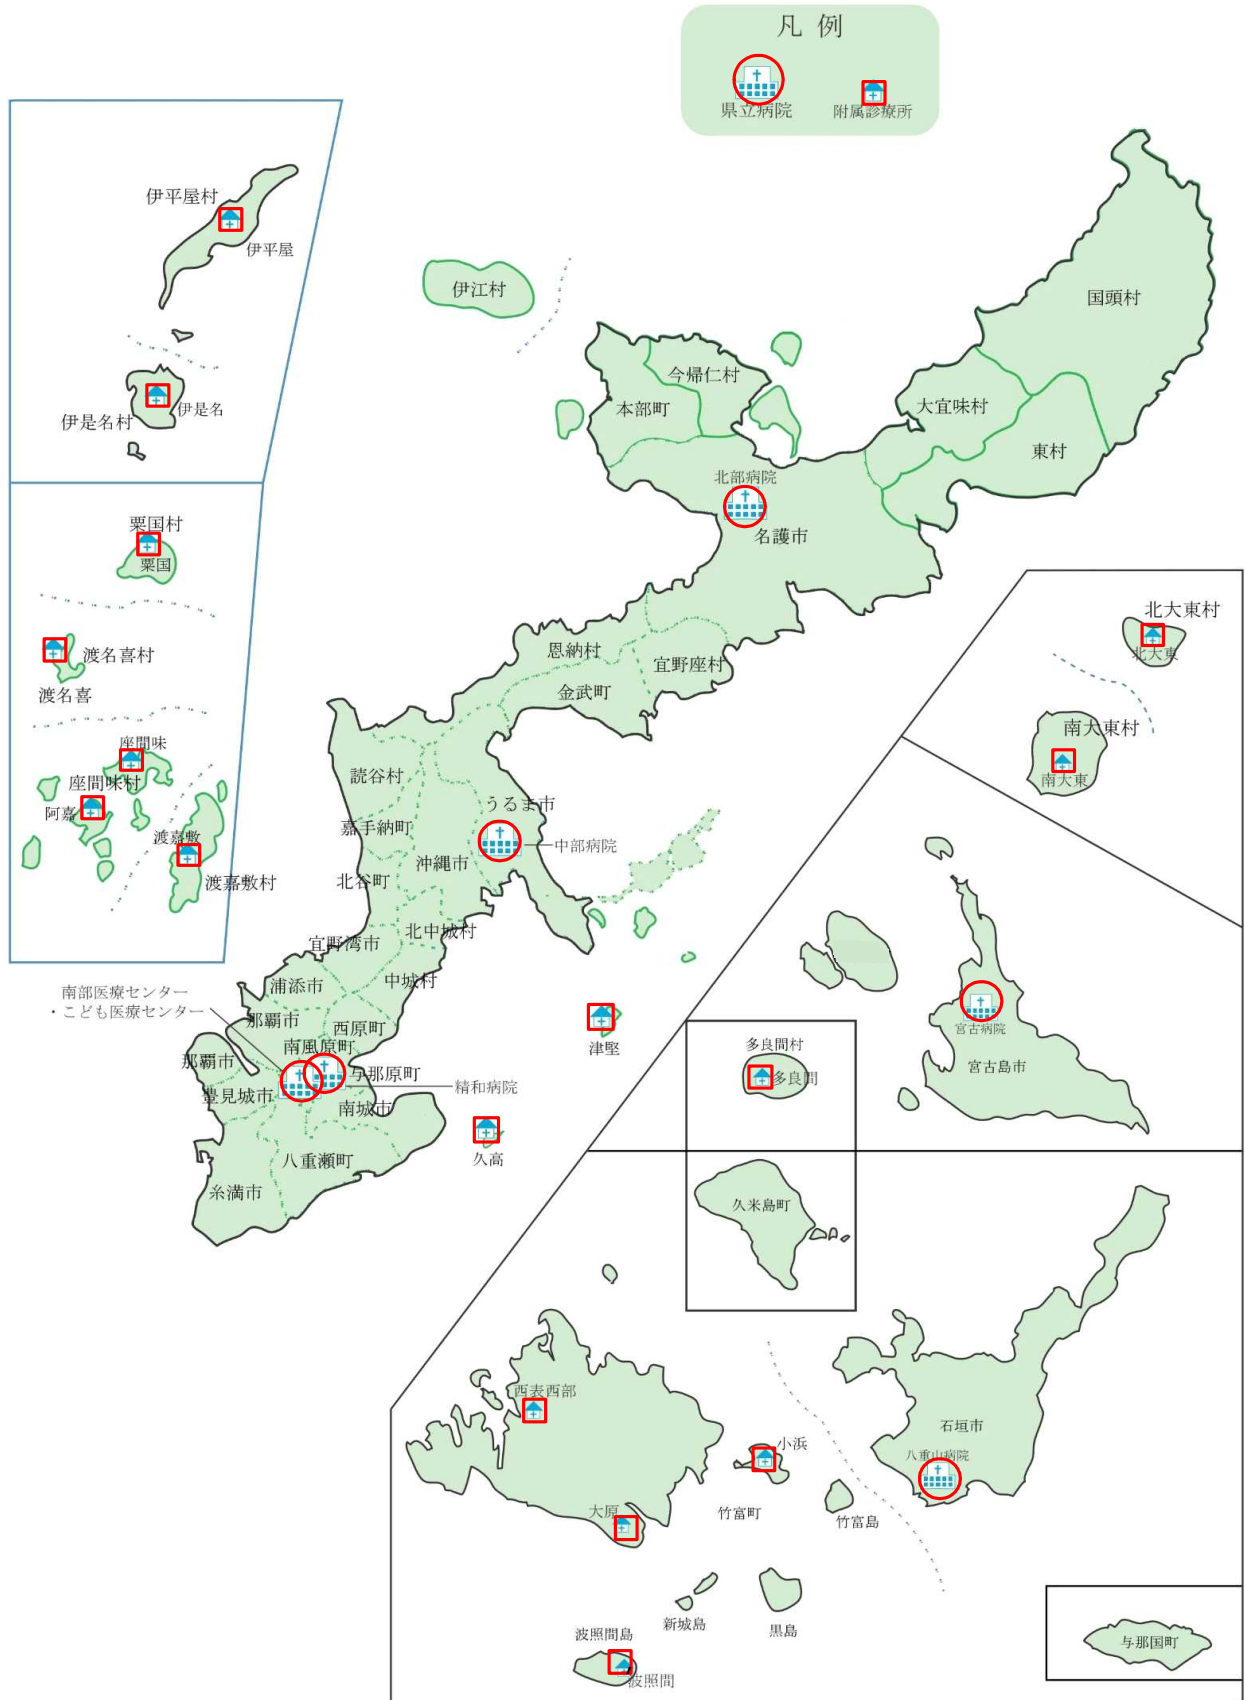 凡 例
県立病院
附属診療所
伊平屋村
伊平屋
伊是名
伊是名村
粟国村
粟国
渡名喜村
渡名喜
座間味
座間味村
阿嘉
渡嘉敷
渡嘉敷村
伊江村
国頭村
今帰仁村
本部町
大宜味村
東村
北部病院
名護市
恩納村
宜野座村
金武町
読谷村
うるま市
嘉手納町
中部病院
沖縄市
北谷町
北中城村
宜野湾市
中城村
浦添市
南部医療センター
・こども医療センター
那覇市
西原町
南風原町
那覇市
与那原町
豊見城市
精和病院
南城市
八重瀬町
糸満市
津堅
久高
北大東村
北大東
南大東村
南大東
宮古病院
宮古島市
多良間村
多良間
久米島町
西表西部
小浜
大原
竹富町
竹富島
石垣市
八重山病院
新城島
黒島
波照間島
波照間
与那国町